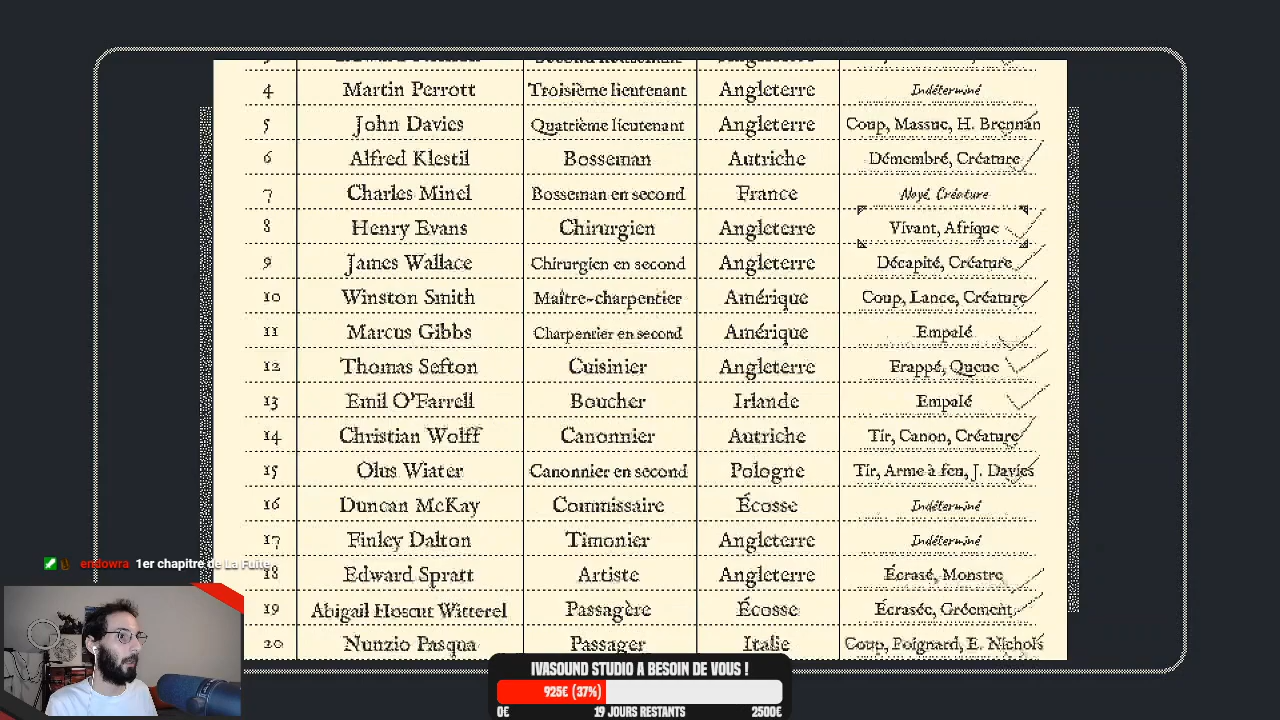 4 Martin Perrott Troisième lieutenant Angleterre Indéterminé
5 John Davies Quatrième lieutenant Angleterre Coup, Massue, H. Brennan
6 Alfred Klestil Bosseman Autriche Démembré, Créature
7 Charles Miner Bosseman en second France Noyé, Créature
8 Henry Evans Chirurgien Angleterre Vivant, Afrique
9 James Wallace Chirurgien en second Angleterre Décapité, Créature
10 Winston Smith Maître-charpentier Amérique Coup, Lance, Créature
11 Marcus Gibbs Charpentier en second Amérique Empalé
12 Thomas Sefton Cuisinier Angleterre Frappé, Queue
13 Emil O'Farrell Boucher Irlande Empalé
14 Christian Wolff Canonnier Autriche Tir, Canon, Créature
15 Olus Wiater Canonnier en second Pologne Tir, Arme à feu, J. Davies
16 Duncan McKay Commissaire Écosse Indéterminé
17 Finley Dalton Timonier Angleterre Indéterminé
endowra 1er chapitre de La Fuite
18 Edward Spratt Artiste Angleterre Écrasé, Monstre
19 Abigail Hoscut Witterel Passagère Écosse Écrasée, Gréement
20 Nunzio Pasqua Passager Italie Coup, Poignard, E. Nichols
IVASOUND STUDIO A BESOIN DE VOUS !
925€ (37%)
0€ 19 JOURS RESTANTS 2500€